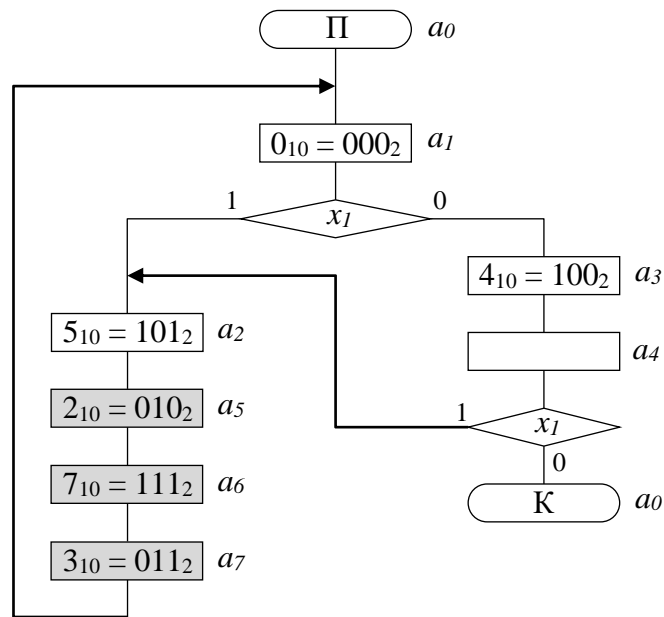 П a₀
0₁₀ = 000₂ a₁
1 x₁ 0
4₁₀ = 100₂ a₃
5₁₀ = 101₂ a₂
a₄
2₁₀ = 010₂ a₅
1 x₁
0
7₁₀ = 111₂ a₆
К a₀
3₁₀ = 011₂ a₇